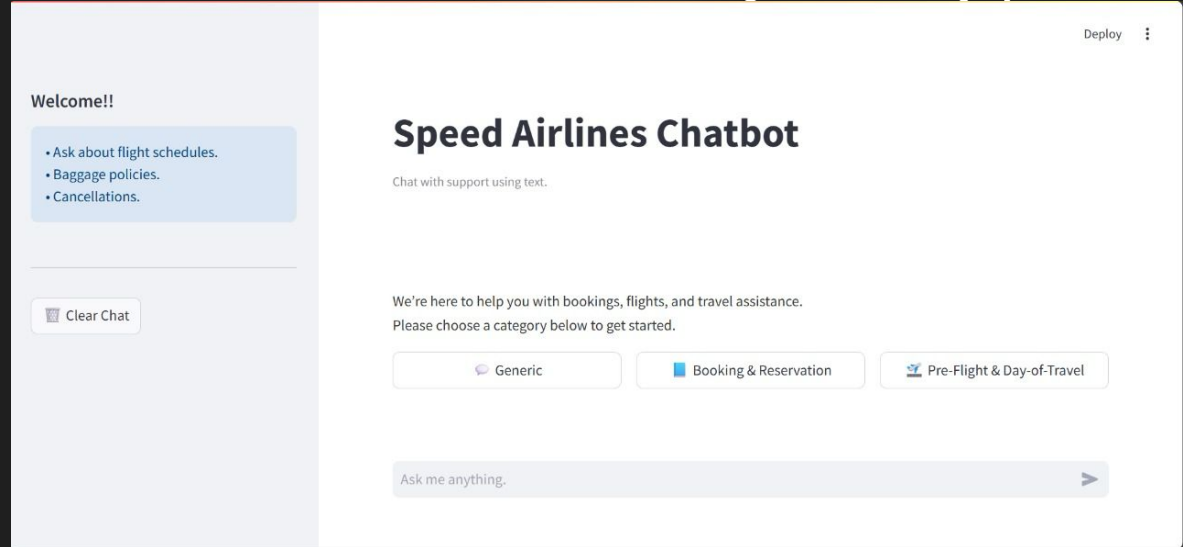 Deploy
Welcome!!
• Ask about flight schedules.
• Baggage policies.
• Cancellations.
Clear Chat
Speed Airlines Chatbot
Chat with support using text.
We’re here to help you with bookings, flights, and travel assistance.
Please choose a category below to get started.
Generic
Booking & Reservation
Pre-Flight & Day-of-Travel
Ask me anything.